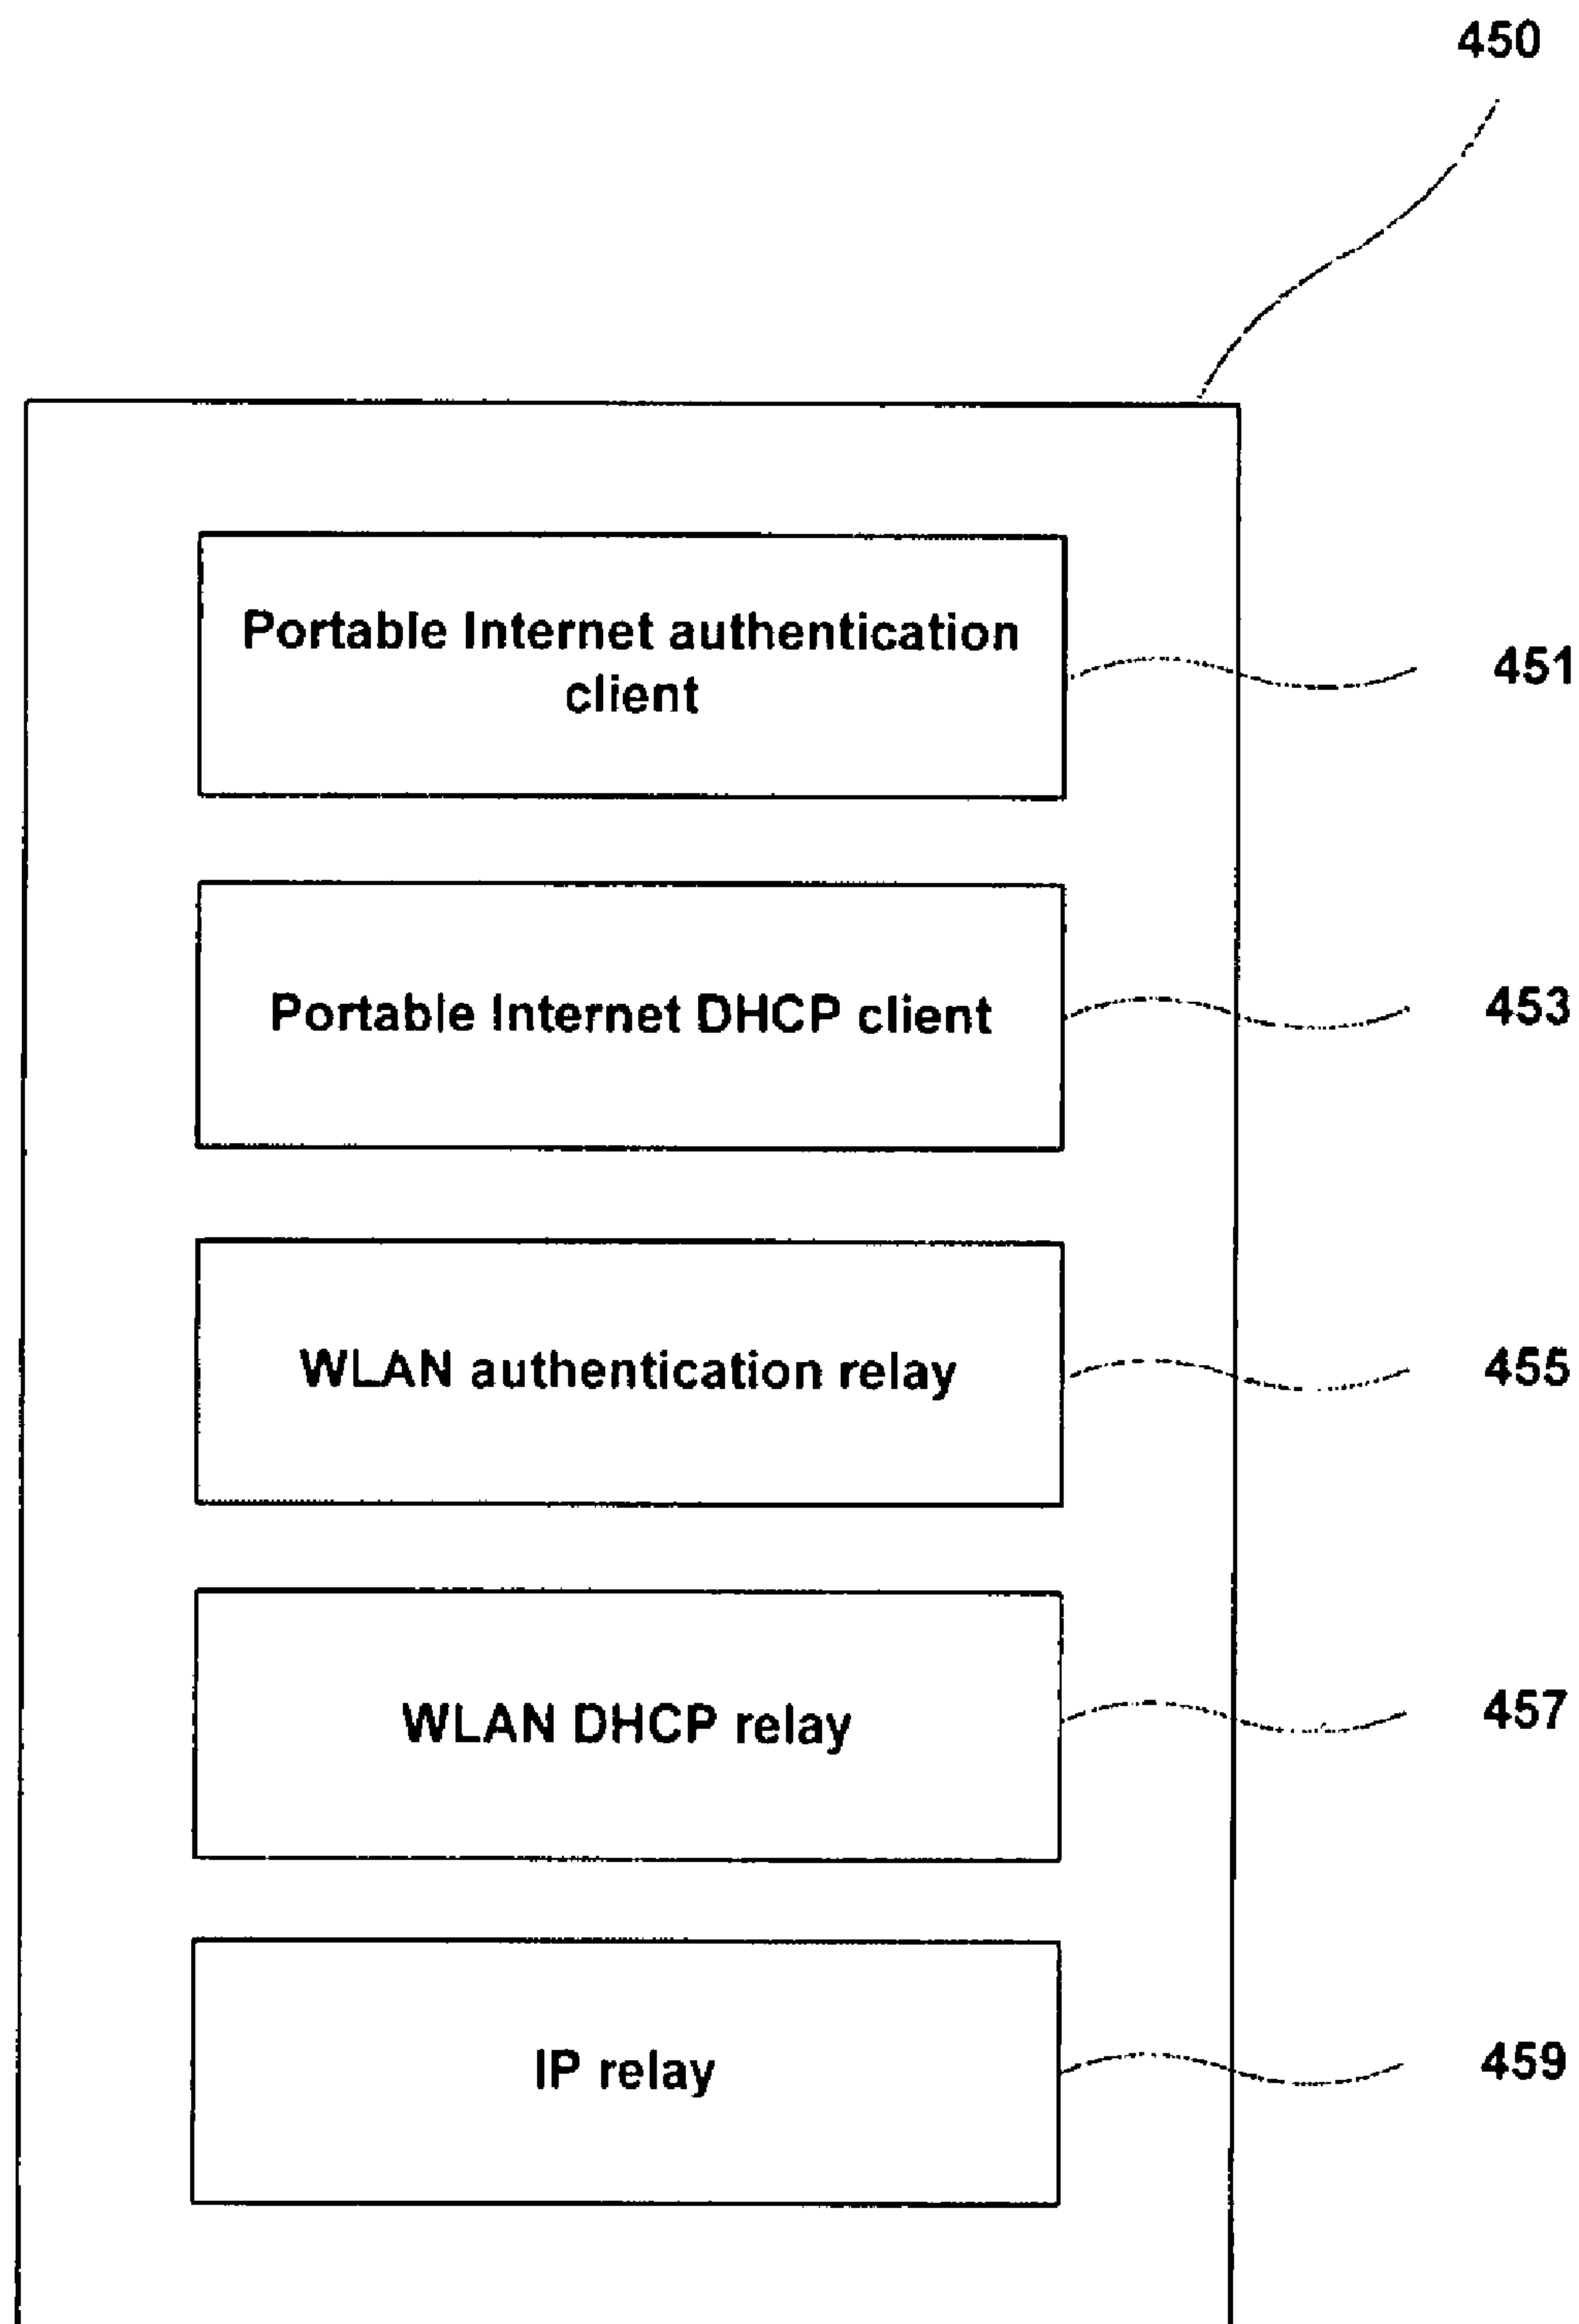 450
Portable Internet authentication
client
451
Portable Internet DHCP client
453
WLAN authentication relay
455
WLAN DHCP relay
457
IP relay
459